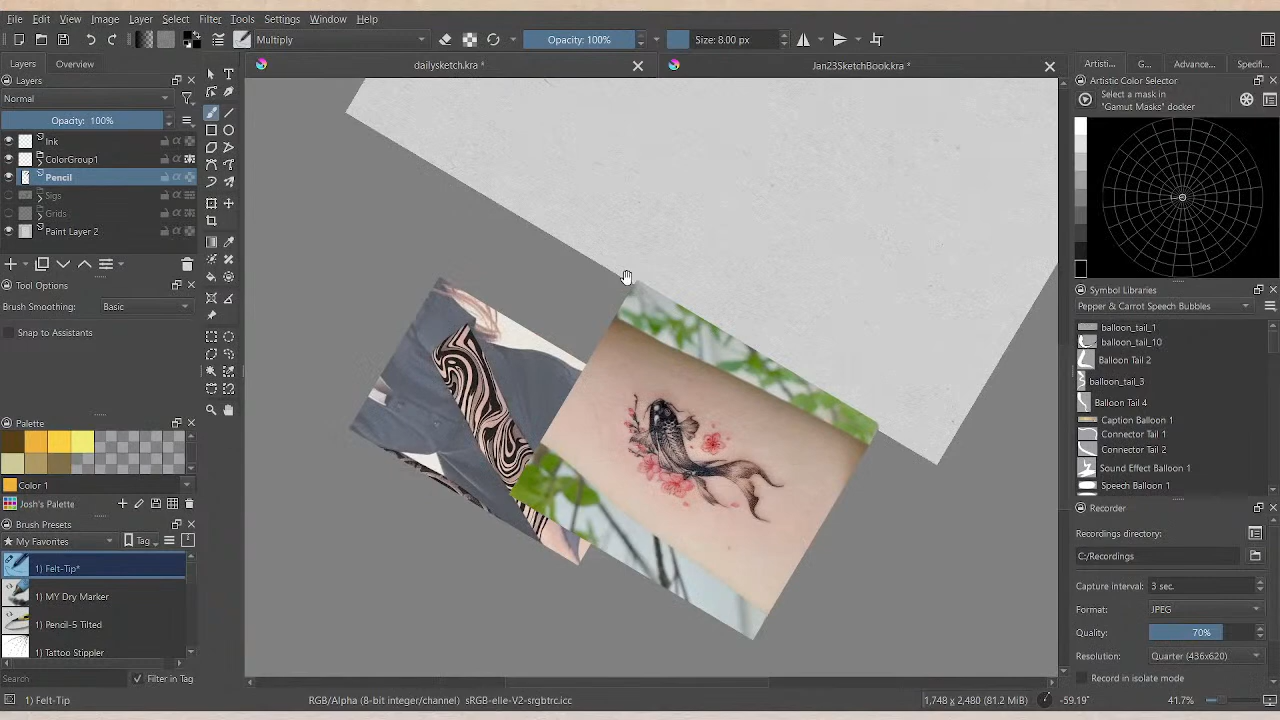 File Edit View Image Layer Select Filter Tools Settings Window Help
Multiply Opacity: 100% Size: 8.00 px
Layers Overview dailysketch.kra * Jan23SketchBook.kra * Artisti... G... Advance... Specifi...
Layers Artistic Color Selector
Normal Select a mask in
"Gamut Masks" docker
Opacity: 100%
Ink
ColorGroup1
Pencil
Sigs
Grids
Paint Layer 2
Tool Options
Brush Smoothing: Basic
Snap to Assistants
Symbol Libraries
Pepper & Carrot Speech Bubbles
balloon_tail_1
balloon_tail_10
Balloon Tail 2
balloon_tail_3
Balloon Tail 4
Caption Balloon 1
Connector Tail 1
Connector Tail 2
Sound Effect Balloon 1
Speech Balloon 1
Palette
Color 1
Josh's Palette
Brush Presets
My Favorites Tag
1) Felt-Tip*
1) MY Dry Marker
1) Pencil-5 Tilted
1) Tattoo Stippler
Search Filter in Tag
Recorder
Recordings directory:
C:/Recordings
Capture interval: 3 sec.
Format: JPEG
Quality: 70%
Resolution: Quarter (436x620)
Record in isolate mode
1) Felt-Tip RGB/Alpha (8-bit integer/channel) sRGB-elle-V2-srgbtrc.icc 1,748 x 2,480 (81.2 MiB) -59.19° 41.7%